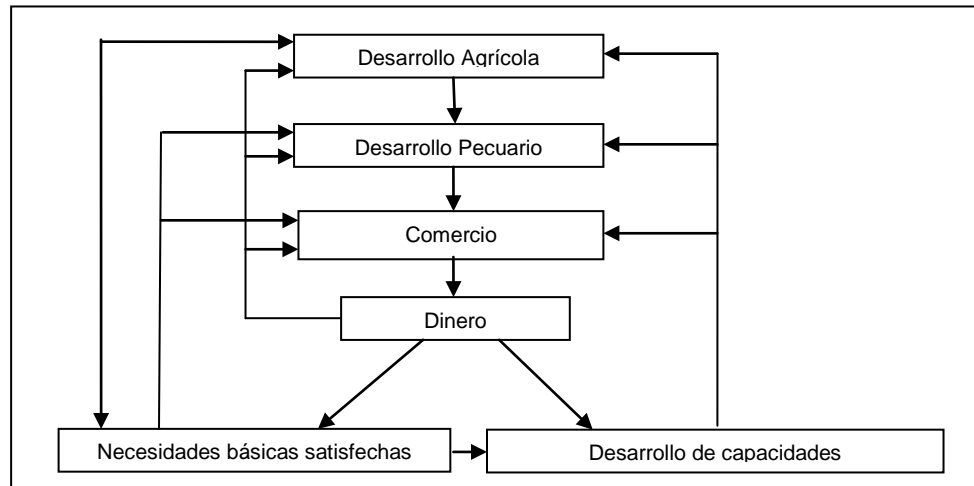 Desarrollo Agrícola
Desarrollo Pecuario
Comercio
Dinero
Necesidades básicas satisfechas
Desarrollo de capacidades